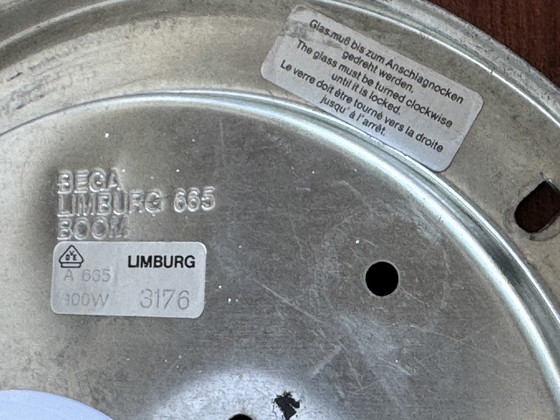 Glas muß bis zum Anschlagnocken
gedreht werden.
The glass must be turned clockwise
until it is locked.
Le verre doit être tourné vers la droite
jusqu' à l'arrêt.
BEGA
LIMBURG 665
BOOM
LIMBURG
A 665
100W 3176